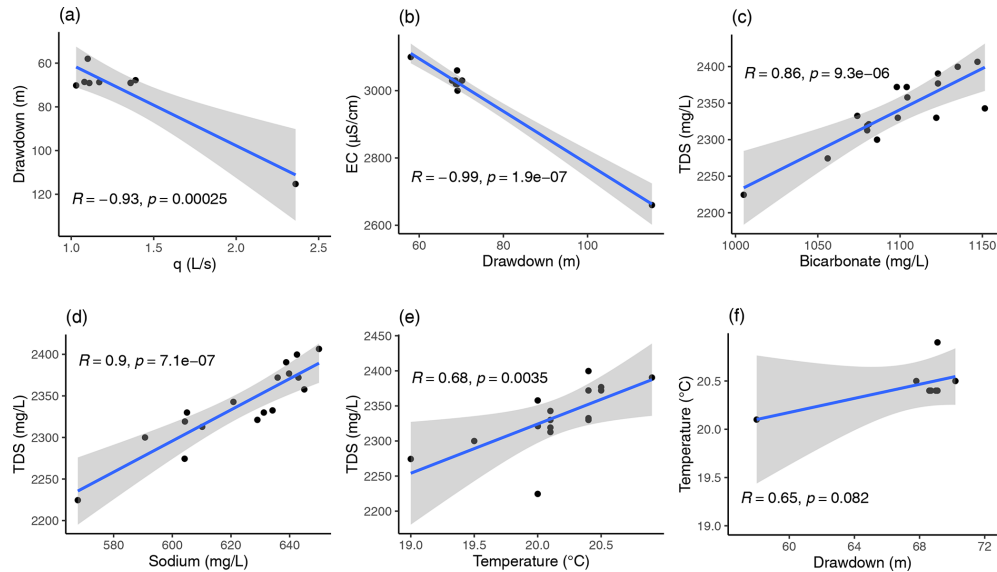 (a)
Drawdown (m)
60
80
100
120
R = −0.93, p = 0.00025
1.0 1.5 2.0 2.5
q (L/s)
(b)
EC (µS/cm)
3000
2800
2600
R = −0.99, p = 1.9e−07
60 80 100
Drawdown (m)
(c)
TDS (mg/L)
2400
2350
2300
2250
2200
R = 0.86, p = 9.3e−06
1000 1050 1100 1150
Bicarbonate (mg/L)
(d)
TDS (mg/L)
2400
2350
2300
2250
2200
R = 0.9, p = 7.1e−07
580 600 620 640
Sodium (mg/L)
(e)
TDS (mg/L)
2450
2400
2350
2300
2250
2200
R = 0.68, p = 0.0035
19.0 19.5 20.0 20.5
Temperature (°C)
(f)
Temperature (°C)
20.5
20.0
19.5
19.0
R = 0.65, p = 0.082
60 64 68 72
Drawdown (m)